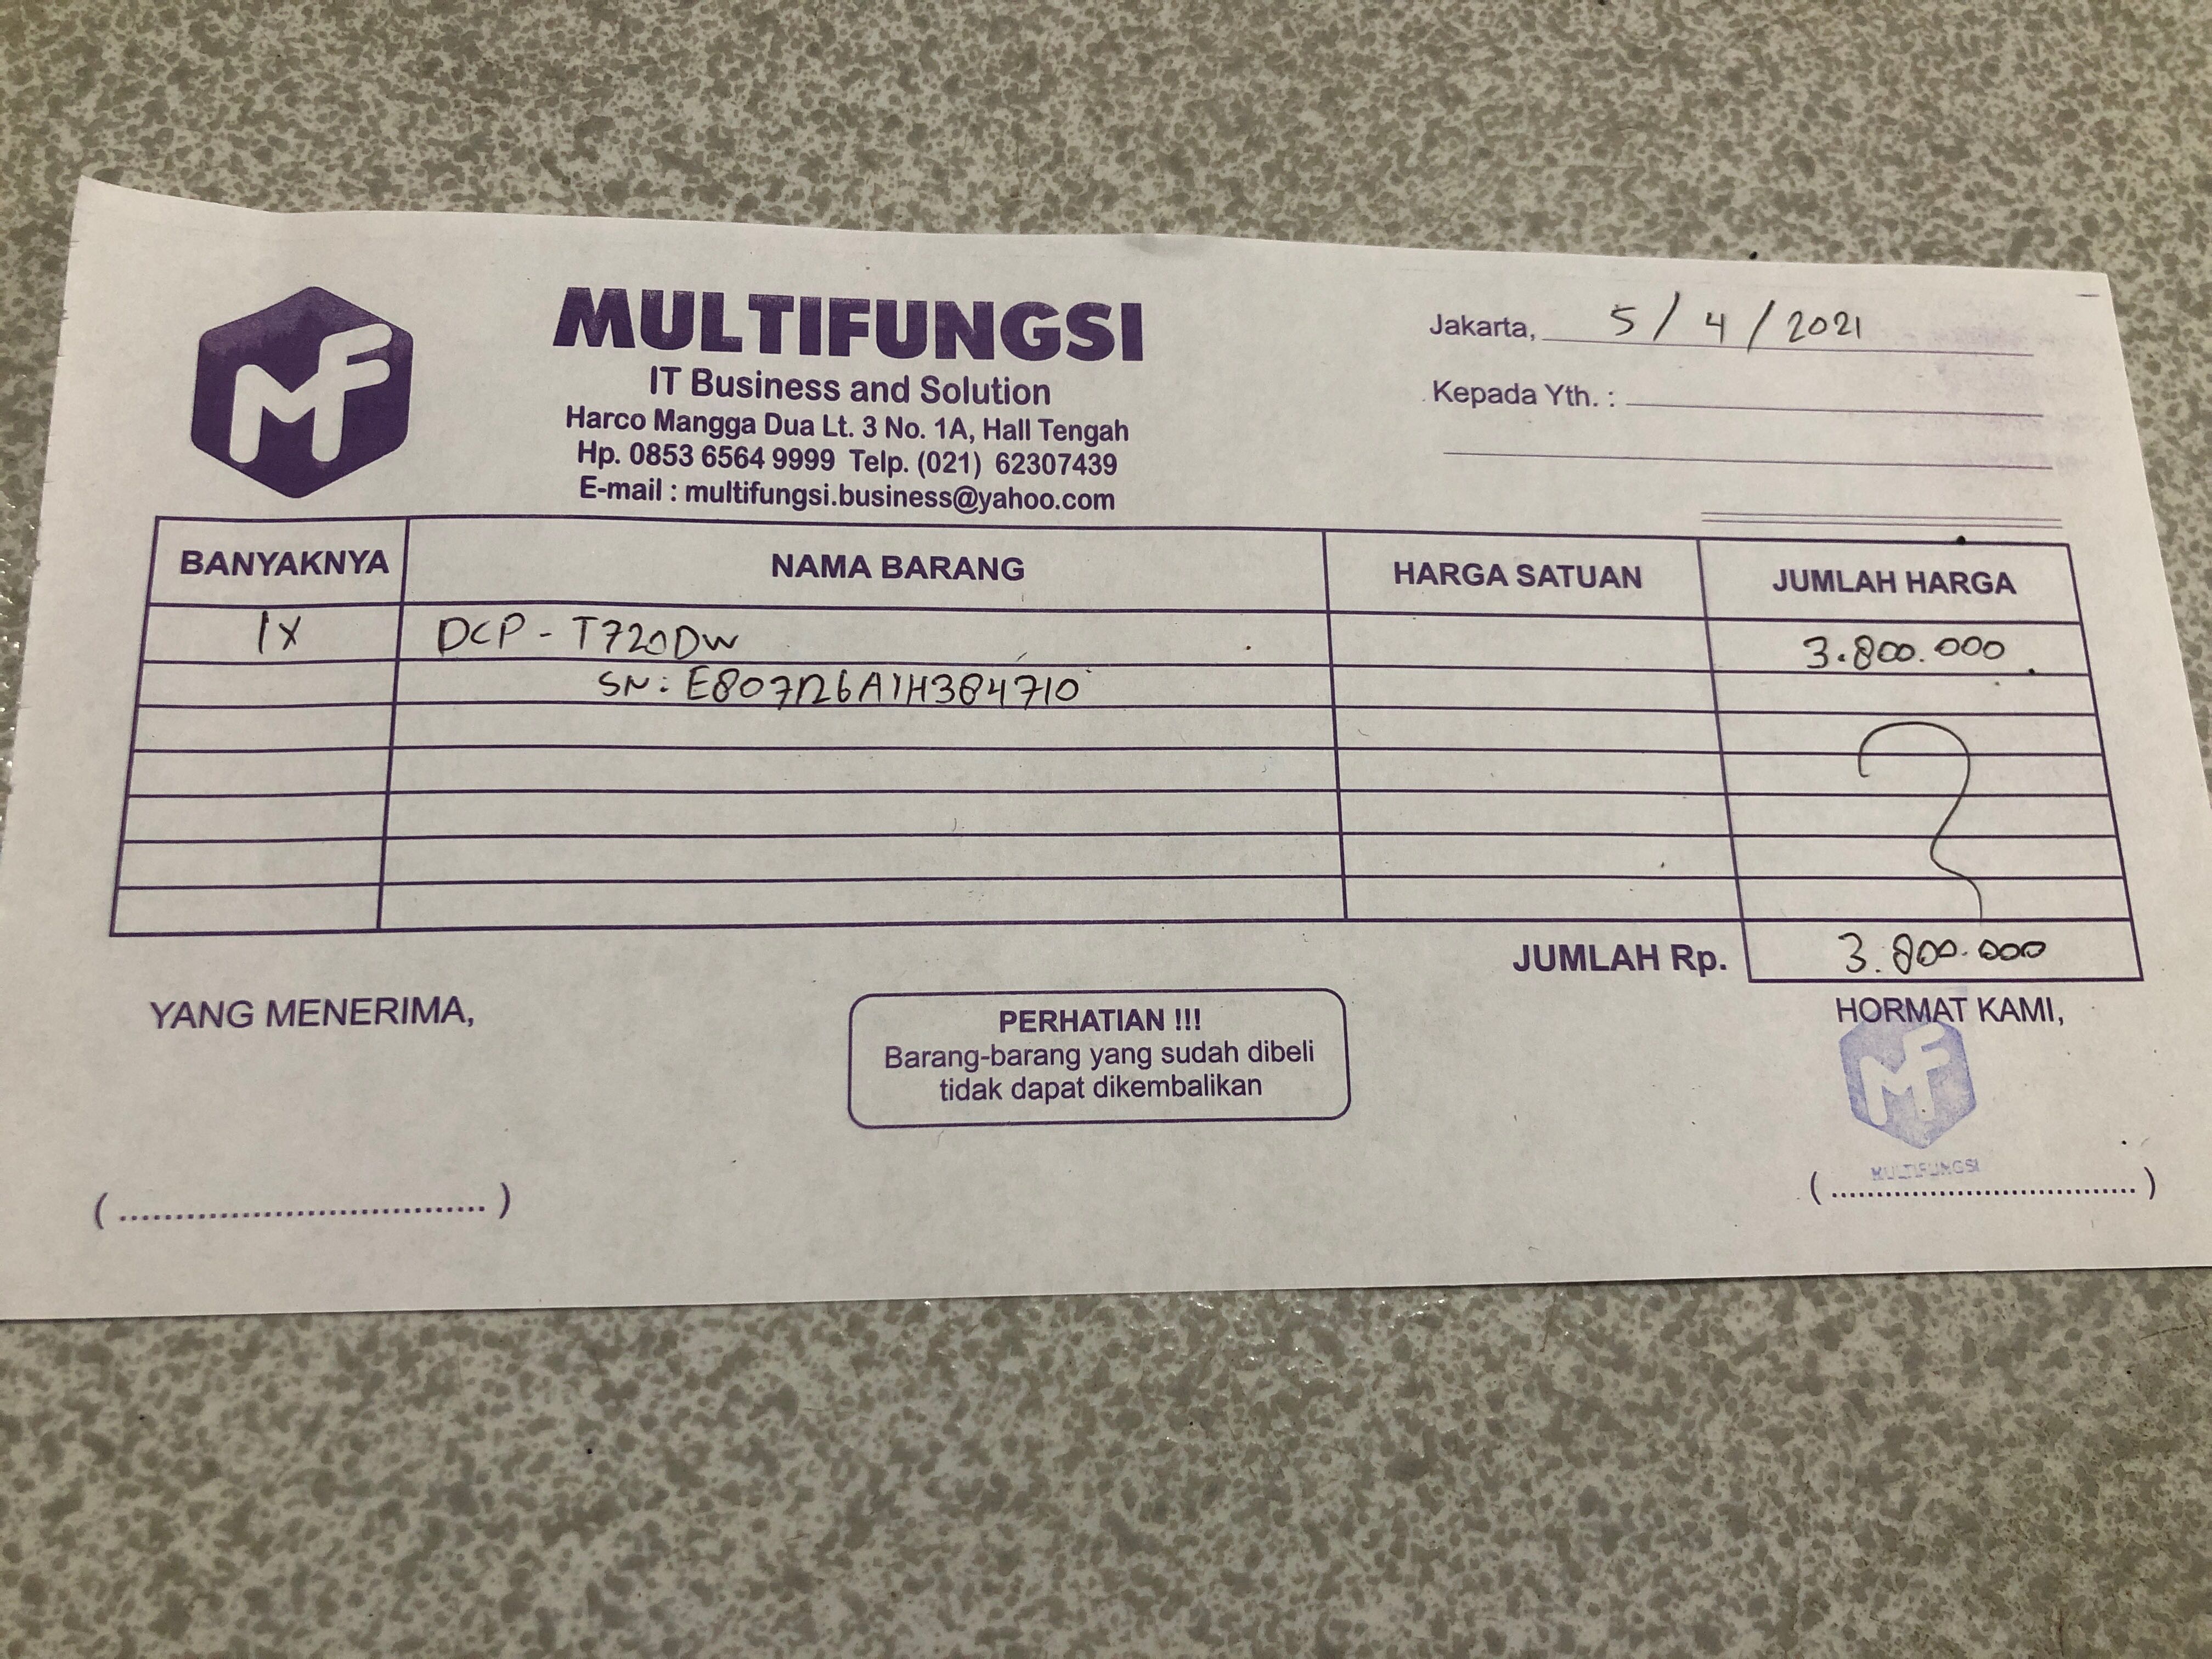 MF
MULTIFUNGSI
IT Business and Solution
Harco Mangga Dua Lt. 3 No. 1A, Hall Tengah
Hp. 0853 6564 9999 Telp. (021) 62307439
E-mail : multifungsi.business@yahoo.com
Jakarta, 5/4/2021
Kepada Yth. :
BANYAKNYA NAMA BARANG HARGA SATUAN JUMLAH HARGA
1X DCP - T720DW 3.800.000
SN: E807126A1H384710
JUMLAH Rp. 3.800.000
YANG MENERIMA,
PERHATIAN !!!
Barang-barang yang sudah dibeli
tidak dapat dikembalikan
HORMAT KAMI,
MF
MULTIFUNGSI
(.................................)
(.................................)